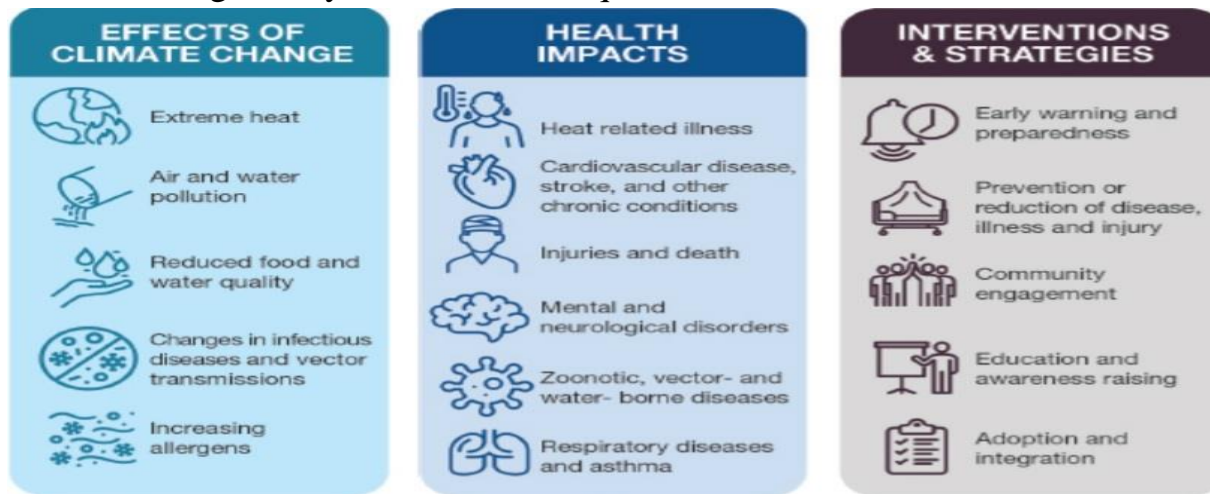 EFFECTS OF
CLIMATE CHANGE
Extreme heat
Air and water
pollution
Reduced food and
water quality
Changes in infectious
diseases and vector
transmissions
Increasing
allergens
HEALTH
IMPACTS
Heat related illness
Cardiovascular disease,
stroke, and other
chronic conditions
Injuries and death
Mental and
neurological disorders
Zoonotic, vector- and
water- borne diseases
Respiratory diseases
and asthma
INTERVENTIONS
& STRATEGIES
Early warning and
preparedness
Prevention or
reduction of disease,
illness and injury
Community
engagement
Education and
awareness raising
Adoption and
integration